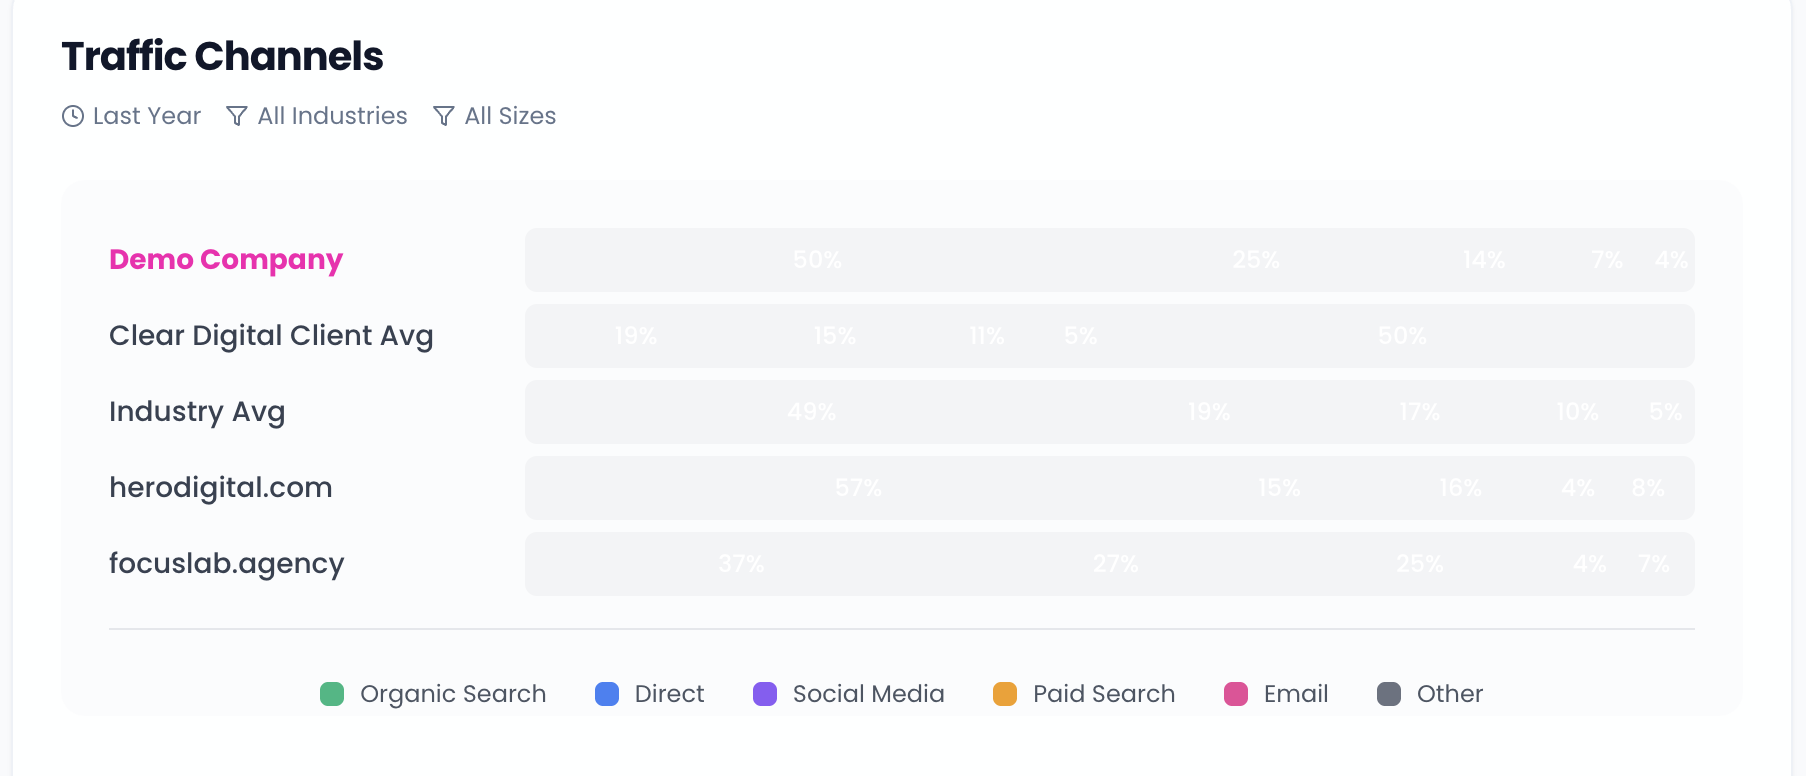 Traffic Channels
Last Year All Industries All Sizes
Demo Company 50% 25% 14% 7% 4%
Clear Digital Client Avg 19% 15% 11% 5% 50%
Industry Avg 49% 19% 17% 10% 5%
herodigital.com 57% 15% 16% 4% 8%
focuslab.agency 37% 27% 25% 4% 7%
Organic Search Direct Social Media Paid Search Email Other